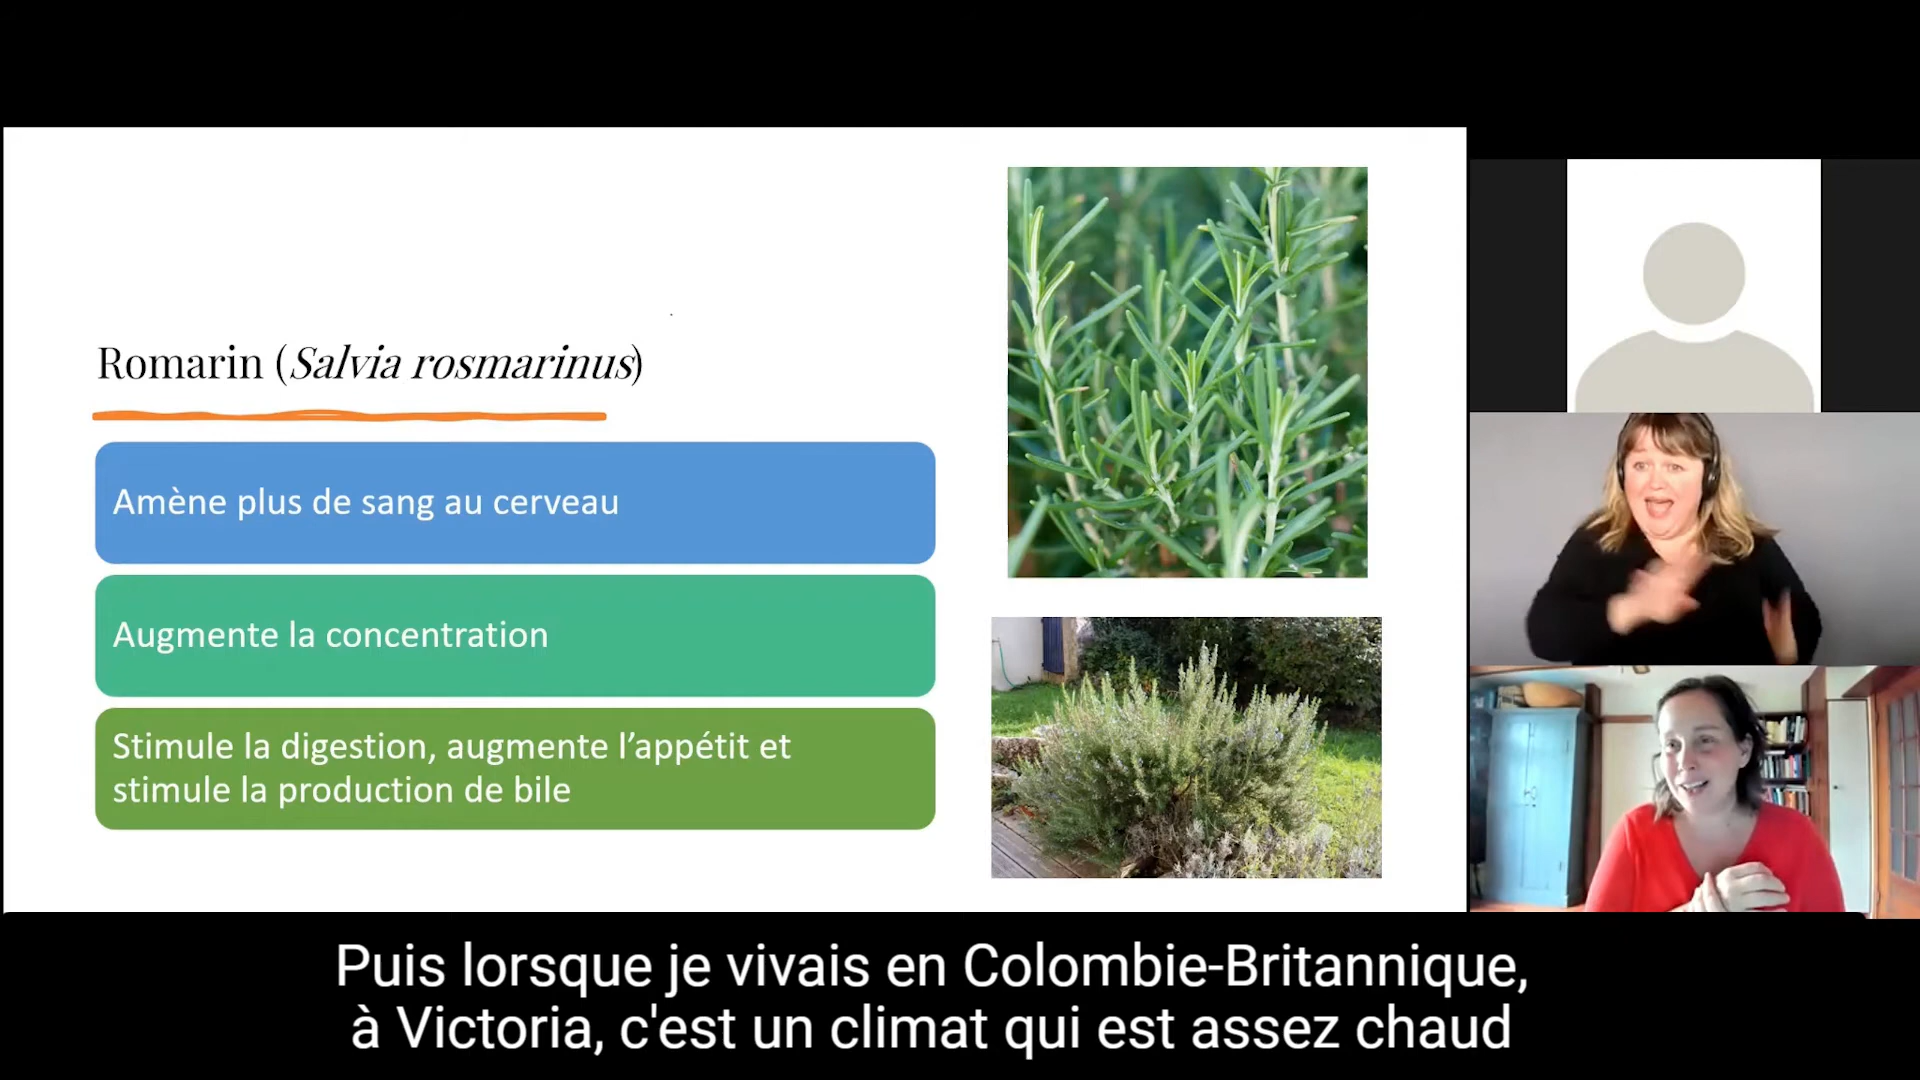 Romarin (Salvia rosmarinus)
Amène plus de sang au cerveau
Augmente la concentration
Stimule la digestion, augmente l’appétit et
stimule la production de bile
Puis lorsque je vivais en Colombie-Britannique,
à Victoria, c'est un climat qui est assez chaud